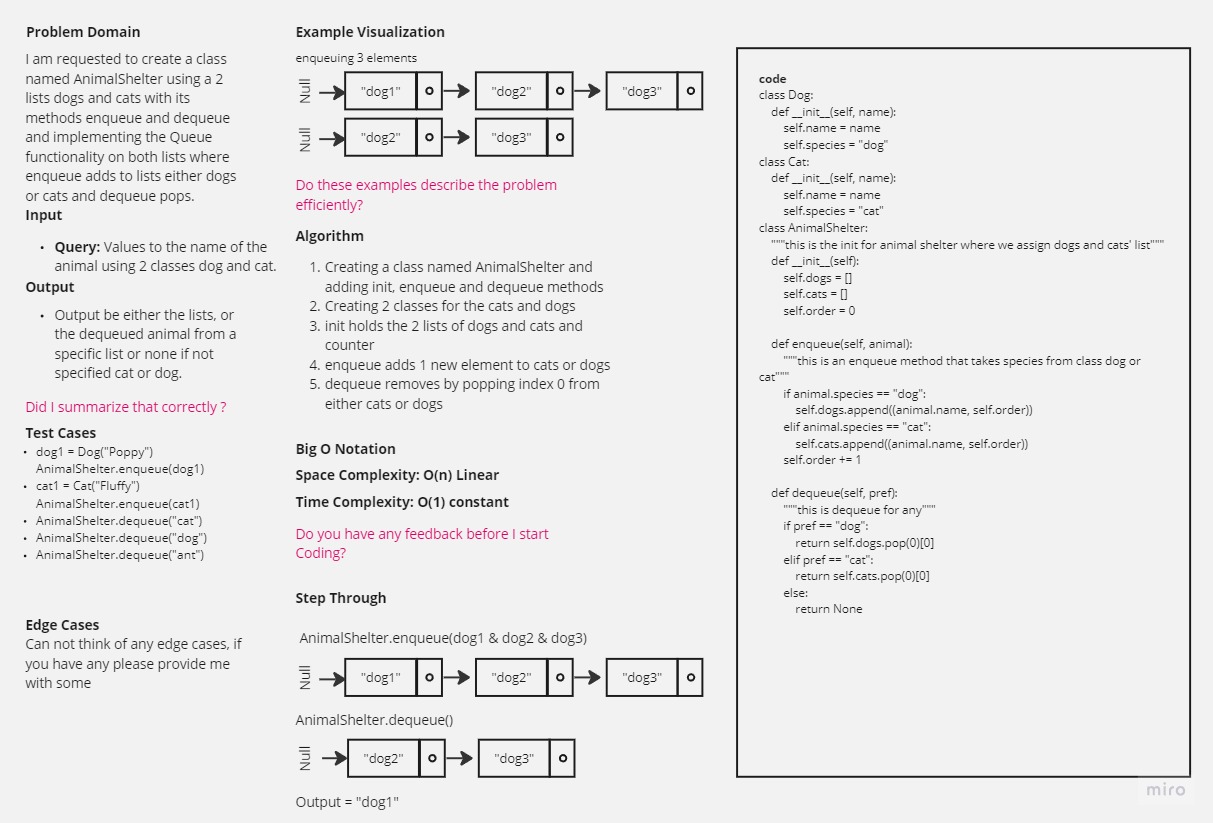 Problem Domain
I am requested to create a class
named AnimalShelter using a 2
lists dogs and cats with its
methods enqueue and dequeue
and implementing the Queue
functionality on both lists where
enqueue adds to lists either dogs
or cats and dequeue pops.
Input
• Query: Values to the name of the
animal using 2 classes dog and cat.
Output
• Output be either the lists, or
the dequeued animal from a
specific list or none if not
specified cat or dog.
Did I summarize that correctly ?
Test Cases
• dog1 = Dog("Poppy")
AnimalShelter.enqueue(dog1)
• cat1 = Cat("Fluffy")
AnimalShelter.enqueue(cat1)
• AnimalShelter.dequeue("cat")
• AnimalShelter.dequeue("dog")
• AnimalShelter.dequeue("ant")
Edge Cases
Can not think of any edge cases, if
you have any please provide me
with some
Example Visualization
enqueuing 3 elements
Null "dog1" "dog2" "dog3"
Null "dog2" "dog3"
Do these examples describe the problem
efficiently?
Algorithm
1. Creating a class named AnimalShelter and
adding init, enqueue and dequeue methods
2. Creating 2 classes for the cats and dogs
3. init holds the 2 lists of dogs and cats and
counter
4. enqueue adds 1 new element to cats or dogs
5. dequeue removes by popping index 0 from
either cats or dogs
Big O Notation
Space Complexity: O(n) Linear
Time Complexity: O(1) constant
Do you have any feedback before I start
Coding?
Step Through
AnimalShelter.enqueue(dog1 & dog2 & dog3)
Null "dog1" "dog2" "dog3"
AnimalShelter.dequeue()
Null "dog2" "dog3"
Output = "dog1"
code
class Dog:
def __init__(self, name):
self.name = name
self.species = "dog"
class Cat:
def __init__(self, name):
self.name = name
self.species = "cat"
class AnimalShelter:
"""this is the init for animal shelter where we assign dogs and cats' list"""
def __init__(self):
self.dogs = []
self.cats = []
self.order = 0
def enqueue(self, animal):
"""this is an enqueue method that takes species from class dog or
cat"""
if animal.species == "dog":
self.dogs.append((animal.name, self.order))
elif animal.species == "cat":
self.cats.append((animal.name, self.order))
self.order += 1
def dequeue(self, pref):
"""this is dequeue for any"""
if pref == "dog":
return self.dogs.pop(0)[0]
elif pref == "cat":
return self.cats.pop(0)[0]
else:
return None
miro